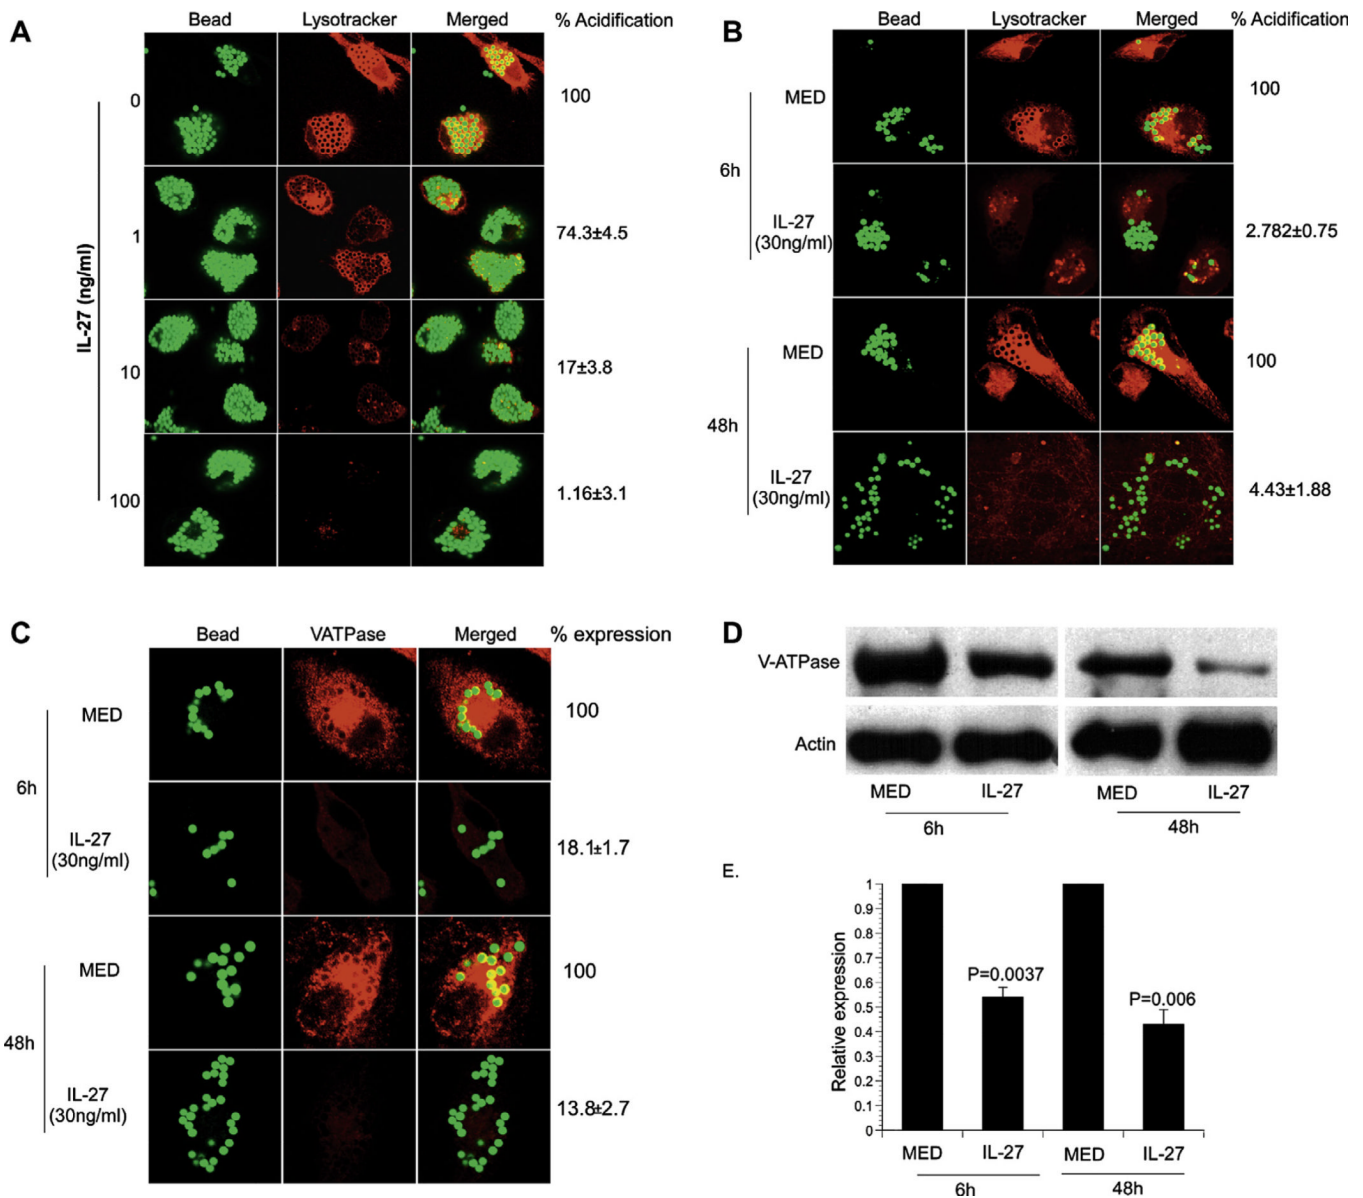 A
Bead Lysotracker Merged % Acidification
IL-27 (ng/ml)
0
100
1
74.3±4.5
10
17±3.8
100
1.16±3.1
B
Bead Lysotracker Merged % Acidification
6h
MED
100
IL-27
(30ng/ml)
2.782±0.75
48h
MED
100
IL-27
(30ng/ml)
4.43±1.88
C
Bead VATPase Merged % expression
6h
MED
100
IL-27
(30ng/ml)
18.1±1.7
48h
MED
100
IL-27
(30ng/ml)
13.8±2.7
D
V-ATPase
Actin
MED IL-27 MED IL-27
6h 48h
E.
Relative expression
1
0.9
0.8
0.7
0.6
0.5
0.4
0.3
0.2
0.1
0
P=0.0037
P=0.006
MED IL-27 MED IL-27
6h 48h